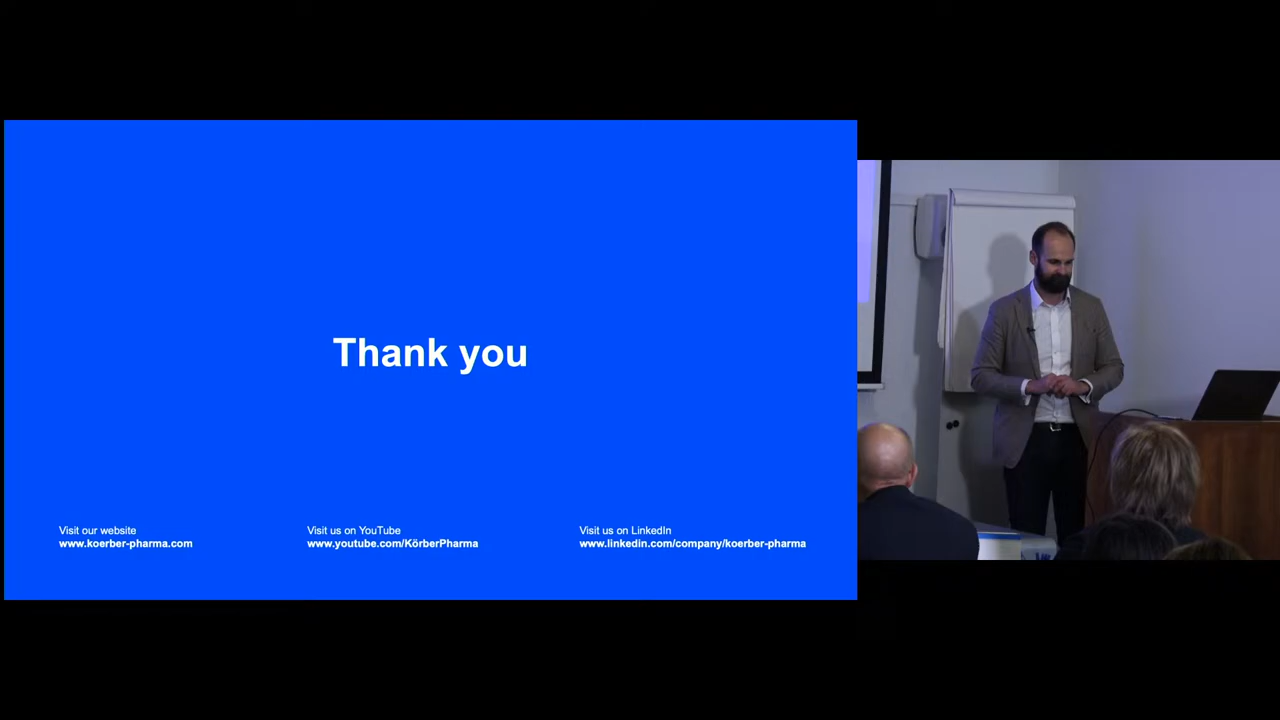 Thank you
Visit our website
www.koerber-pharma.com
Visit us on YouTube
www.youtube.com/KörberPharma
Visit us on LinkedIn
www.linkedin.com/company/koerber-pharma